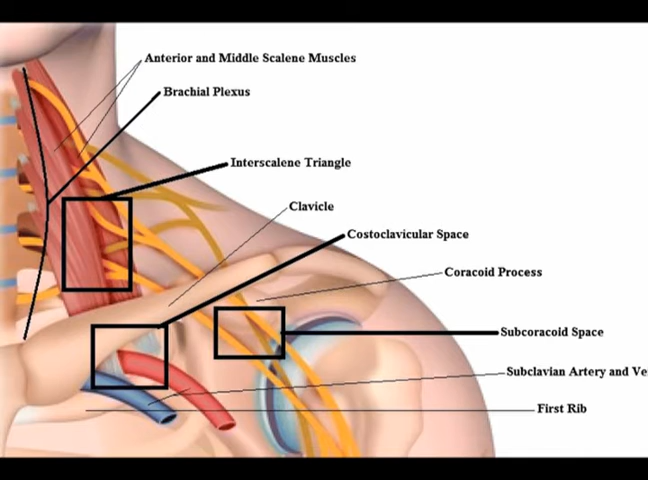 Anterior and Middle Scalene Muscles
Brachial Plexus
Interscalene Triangle
Clavicle
Costoclavicular Space
Coracoid Process
Subcoracoid Space
Subclavian Artery and Ve
First Rib